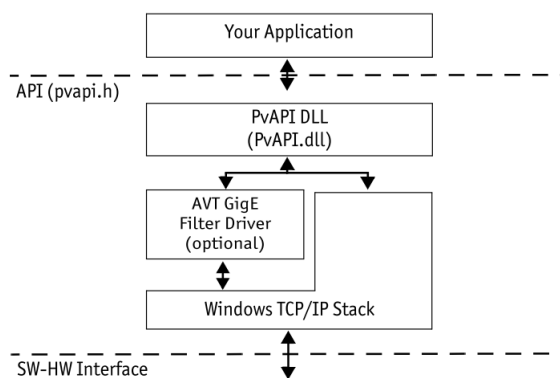 Your Application
API (pvapi.h)
PvAPI DLL
(PvAPI.dll)
AVT GigE
Filter Driver
(optional)
Windows TCP/IP Stack
SW-HW Interface